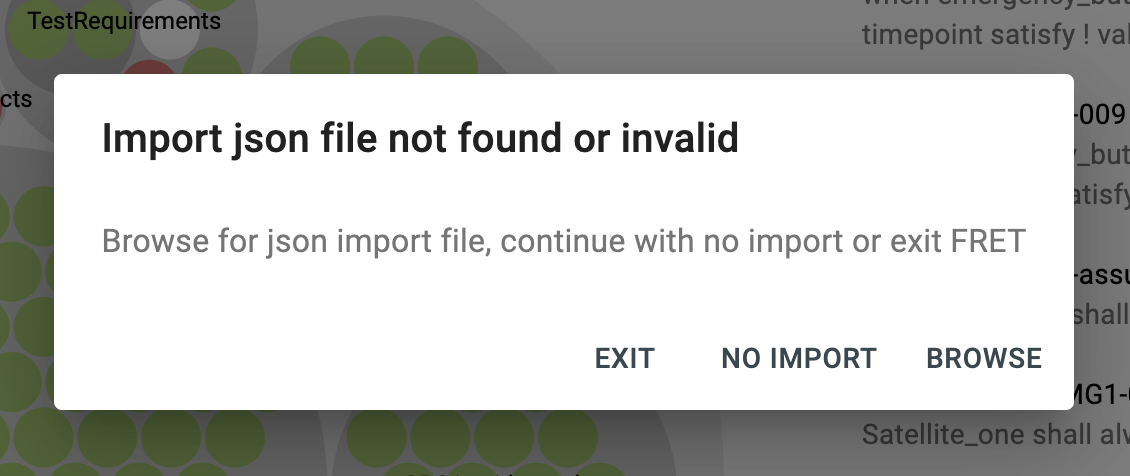 TestRequirements
timepoint satisfy ! val
cts
Import json file not found or invalid
-009
Browse for json import file, continue with no import or exit FRET
shall
EXIT NO IMPORT BROWSE
Satellite_one shall alw